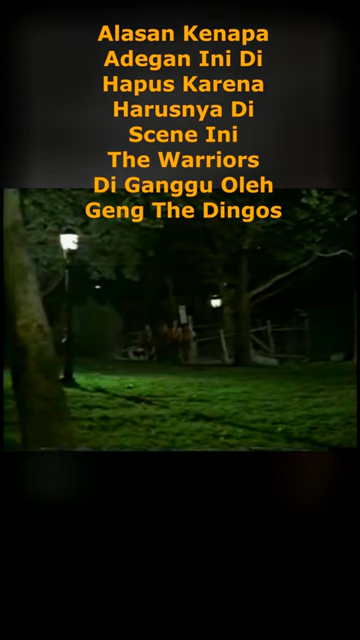 Alasan Kenapa
Adegan Ini Di
Hapus Karena
Harusnya Di
Scene Ini
The Warriors
Di Ganggu Oleh
Geng The Dingos